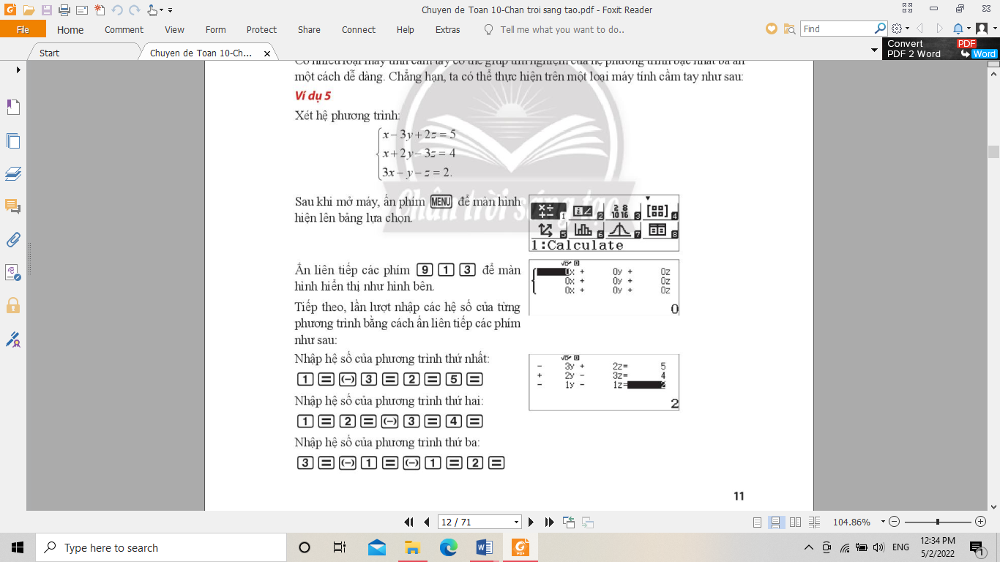 Chuyen de Toan 10-Chan troi sang tao.pdf - Foxit Reader
File Home Comment View Form Protect Share Connect Help Extras Tell me what you want to do.. Find
Start Chuyen de Toan 10-Ch... × Convert PDF
PDF 2 Word Word
Có nhiều loại máy tính cầm tay có thể giúp tìm nghiệm của hệ phương trình bậc nhất ba ẩn
một cách dễ dàng. Chẳng hạn, ta có thể thực hiện trên một loại máy tính cầm tay như sau:
Ví dụ 5
Xét hệ phương trình:
x – 3y + 2z = 5
x + 2y – 3z = 4
3x – y – z = 2.
Chân trời sáng tạo
Sau khi mở máy, ấn phím MENU để màn hình
hiện lên bảng lựa chọn.
×÷+− 1 2 2 8 10 16 3 4
5 6 7 8
1:Calculate
Ấn liên tiếp các phím 9 1 3 để màn
hình hiển thị như hình bên.
0x + 0y + 0z
0x + 0y + 0z
0x + 0y + 0z
0
Tiếp theo, lần lượt nhập các hệ số của từng
phương trình bằng cách ấn liên tiếp các phím
như sau:
Nhập hệ số của phương trình thứ nhất:
1 = (–) 3 = 2 = 5 =
– 3y + 2z= 5
+ 2y – 3z= 4
– 1y – 1z= 2
2
Nhập hệ số của phương trình thứ hai:
1 = 2 = (–) 3 = 4 =
Nhập hệ số của phương trình thứ ba:
3 = (–) 1 = (–) 1 = 2 =
11
12 / 71 104.86%
Type here to search ENG 12:34 PM
5/2/2022 1